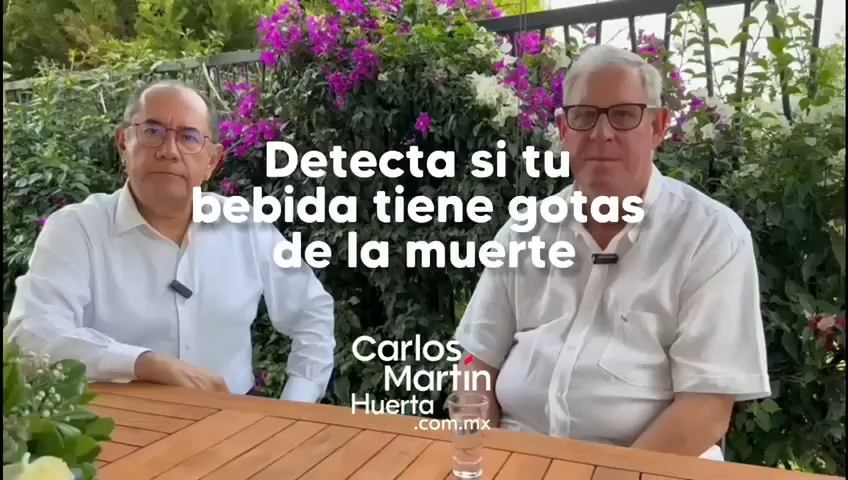 Detecta si tu
bebida tiene gotas
de la muerte
Carlos
Martín
Huerta
.com.mx